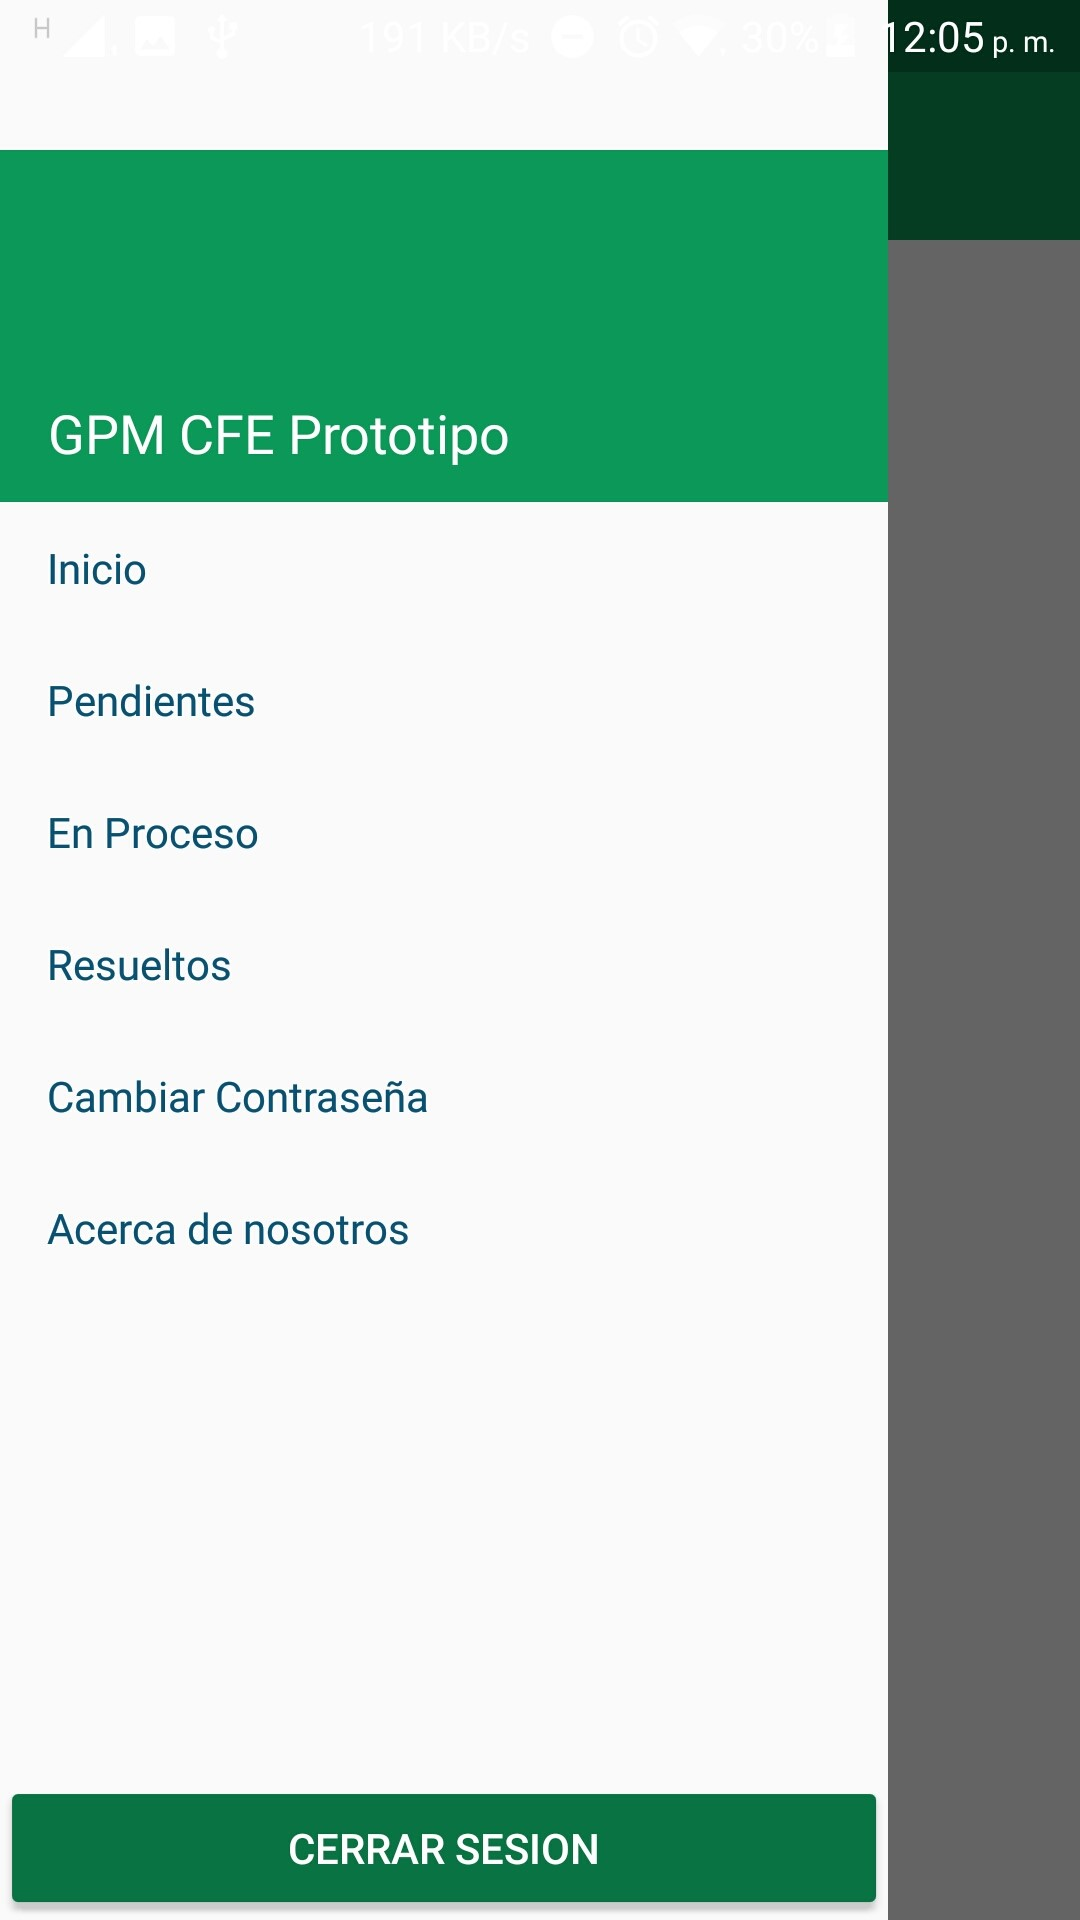 H 191 KB/s 30% 12:05 p. m.
GPM CFE Prototipo
Inicio
Pendientes
En Proceso
Resueltos
Cambiar Contraseña
Acerca de nosotros
CERRAR SESION